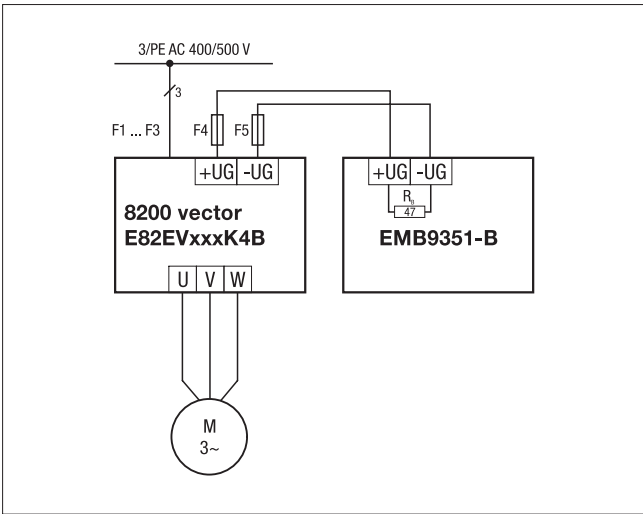 3/PE AC 400/500 V
3
F1 ... F3
F4
F5
+UG -UG
+UG -UG
R_B
47
8200 vector
E82EVxxxK4B
EMB9351-B
U V W
M
3~